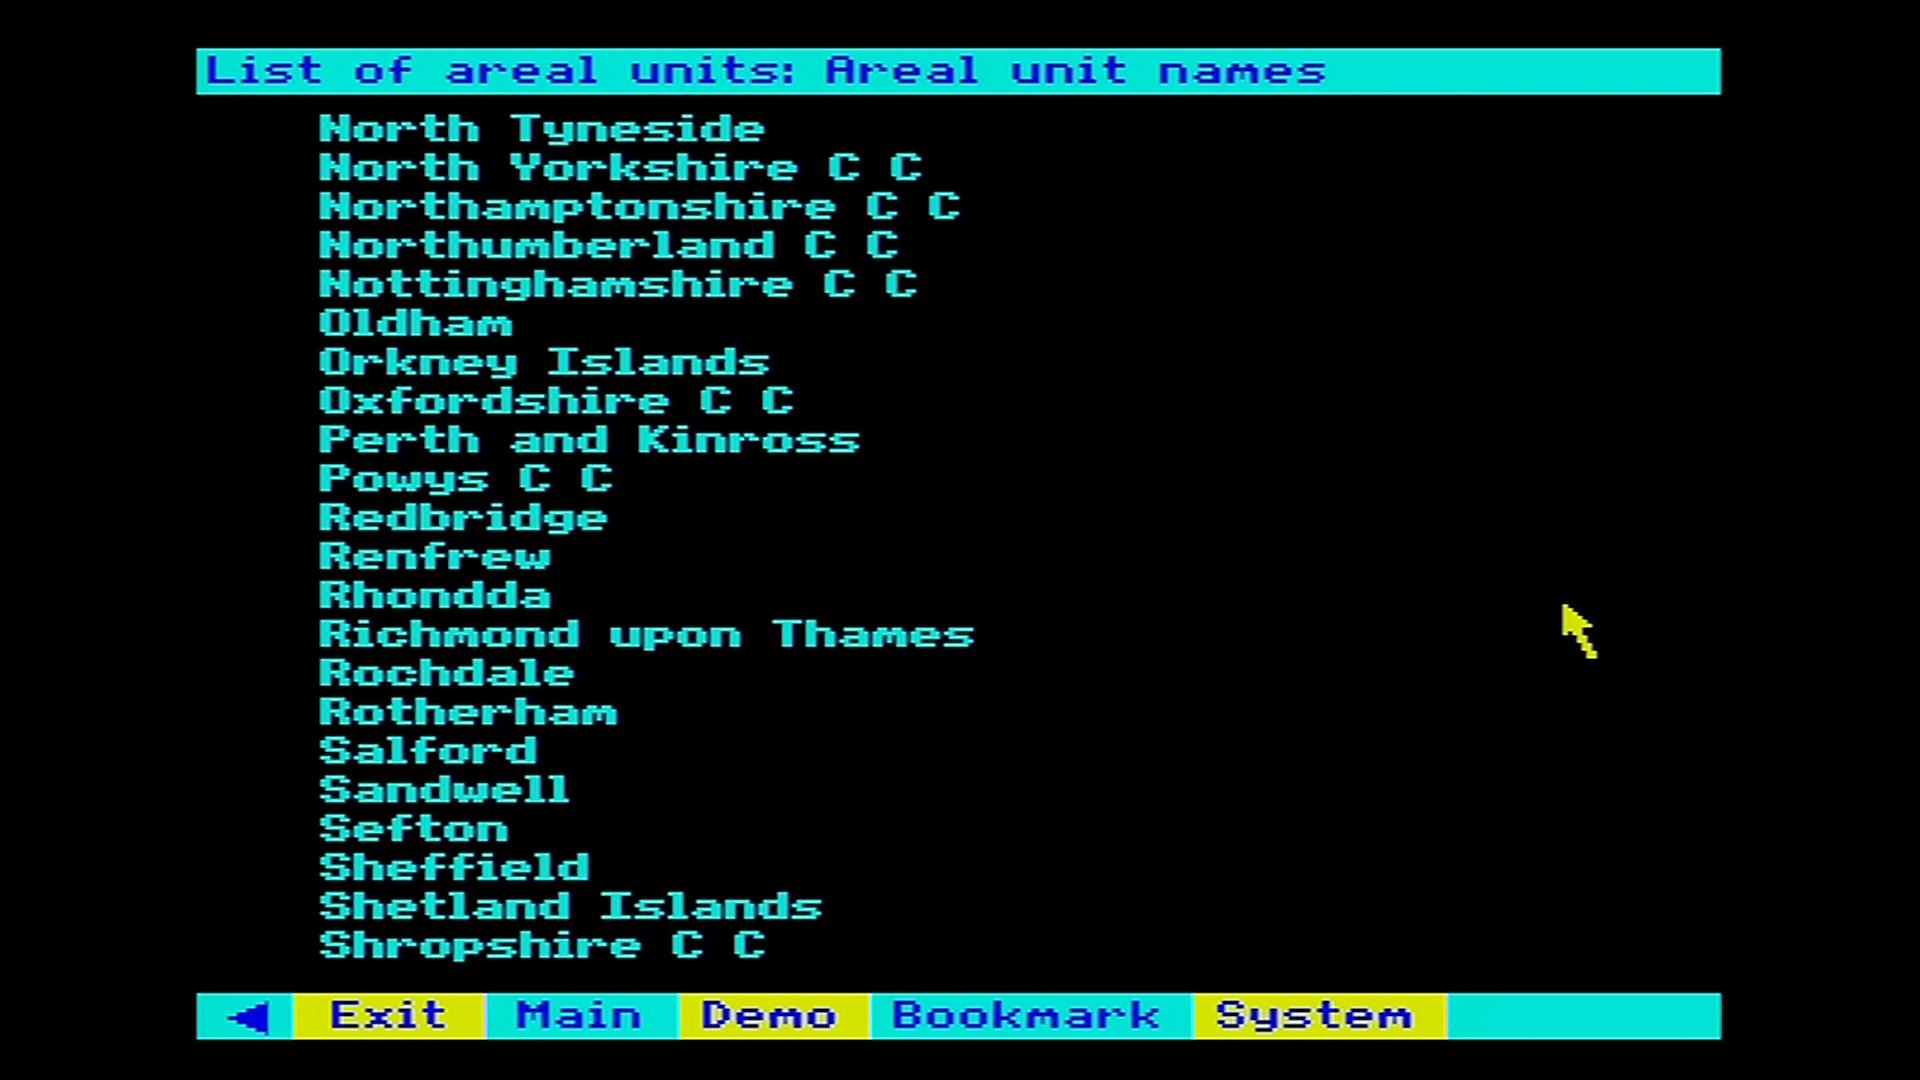 List of areal units: Areal unit names
North Tyneside
North Yorkshire C C
Northamptonshire C C
Northumberland C C
Nottinghamshire C C
Oldham
Orkney Islands
Oxfordshire C C
Perth and Kinross
Powys C C
Redbridge
Renfrew
Rhondda
Richmond upon Thames
Rochdale
Rotherham
Salford
Sandwell
Sefton
Sheffield
Shetland Islands
Shropshire C C
Exit Main Demo Bookmark System